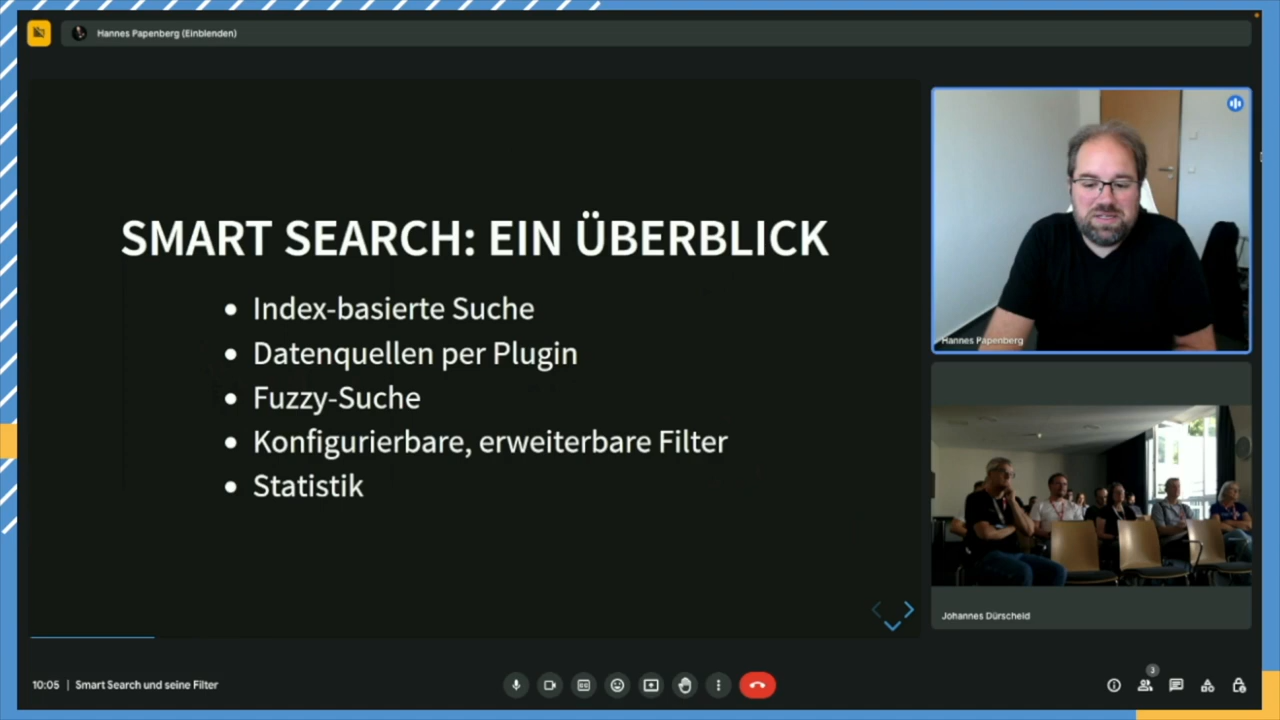 Hannes Papenberg (Einblenden)
SMART SEARCH: EIN ÜBERBLICK
Index-basierte Suche
Datenquellen per Plugin
Fuzzy-Suche
Konfigurierbare, erweiterbare Filter
Statistik
Hannes Papenberg
Johannes Dürscheid
10:05 | Smart Search und seine Filter
3